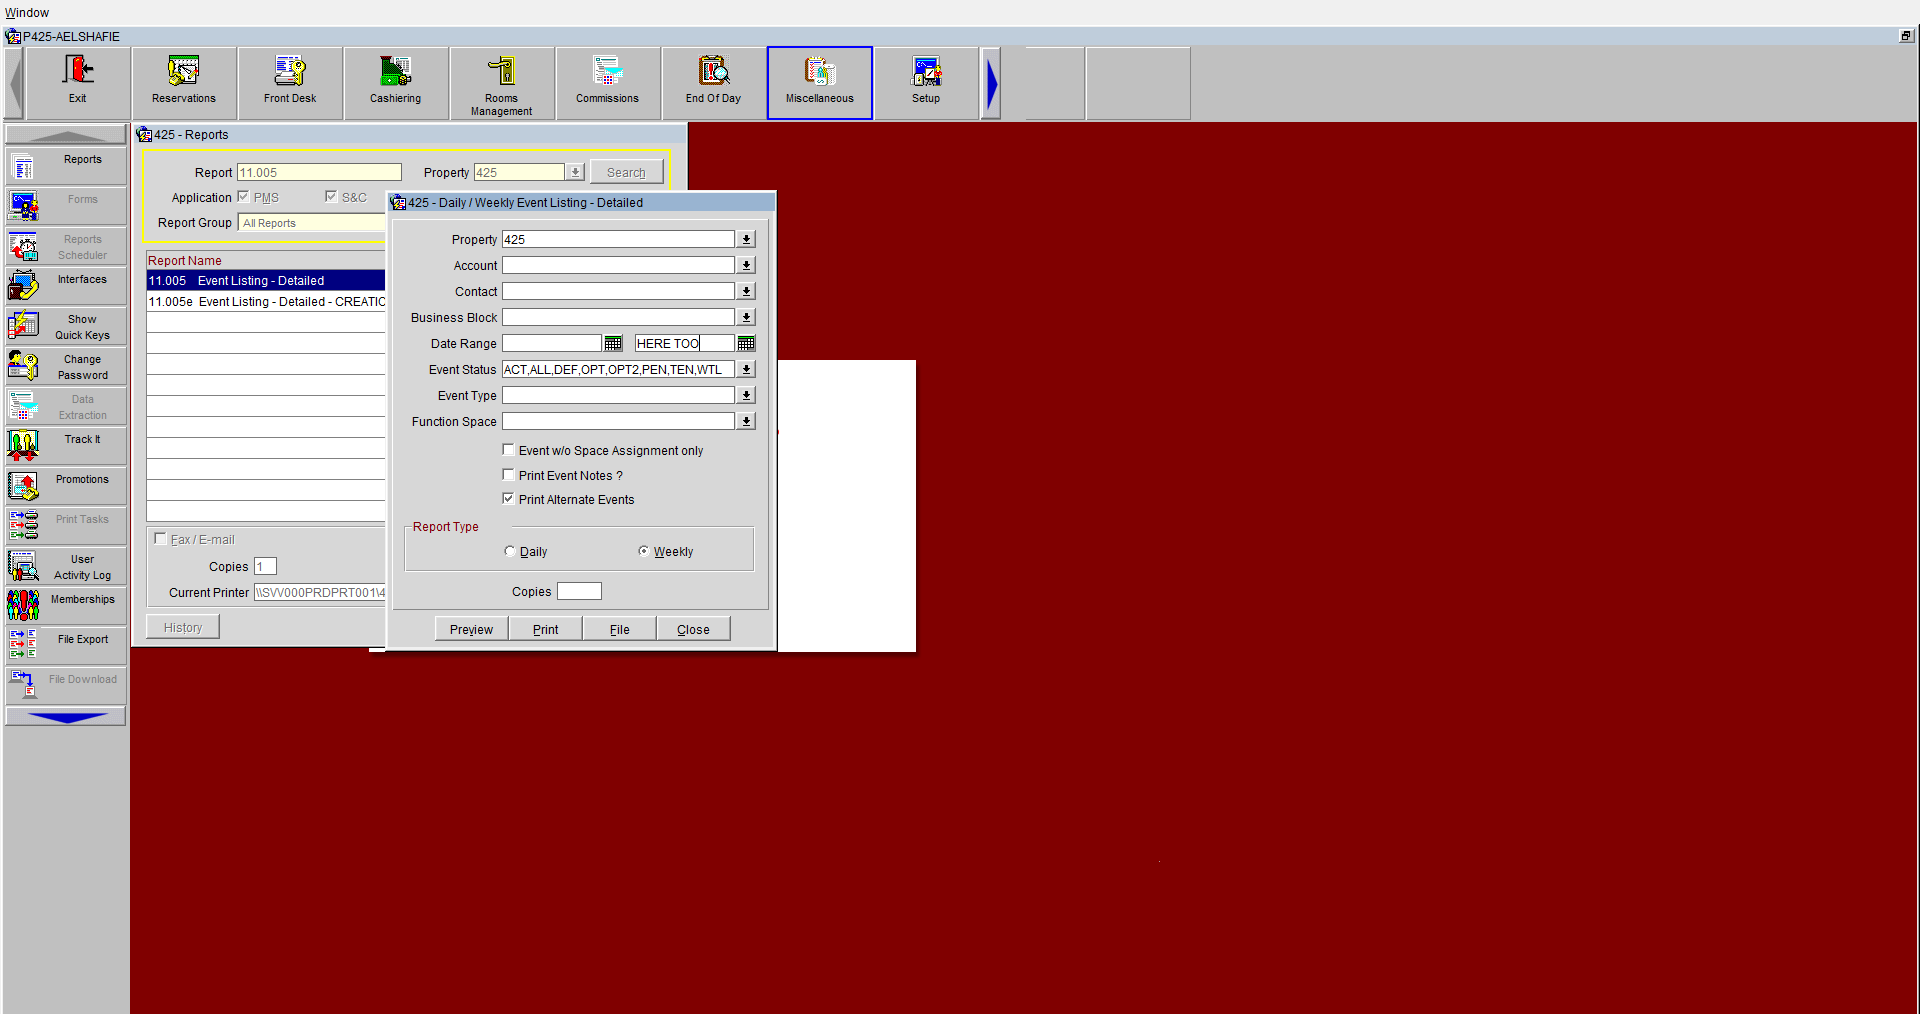 Window
P425-AELSHAFIE
Exit
Reservations
Front Desk
Cashiering
Rooms
Management
Commissions
End Of Day
Miscellaneous
Setup
Reports
Forms
Reports
Scheduler
Interfaces
Show
Quick Keys
Change
Password
Data
Extraction
Track It
Promotions
Print Tasks
User
Activity Log
Memberships
File Export
File Download
425 - Reports
Report 11.005 Property 425 Search
Application PMS S&C
Report Group All Reports
Report Name
11.005 Event Listing - Detailed
11.005e Event Listing - Detailed - CREATIO
Fax / E-mail
Copies 1
Current Printer \\SVV000PRDPRT001\4
History
425 - Daily / Weekly Event Listing - Detailed
Property 425
Account
Contact
Business Block
Date Range HERE TOO
Event Status ACT,ALL,DEF,OPT,OPT2,PEN,TEN,WTL
Event Type
Function Space
Event w/o Space Assignment only
Print Event Notes ?
Print Alternate Events
Report Type
Daily Weekly
Copies
Preview Print File Close